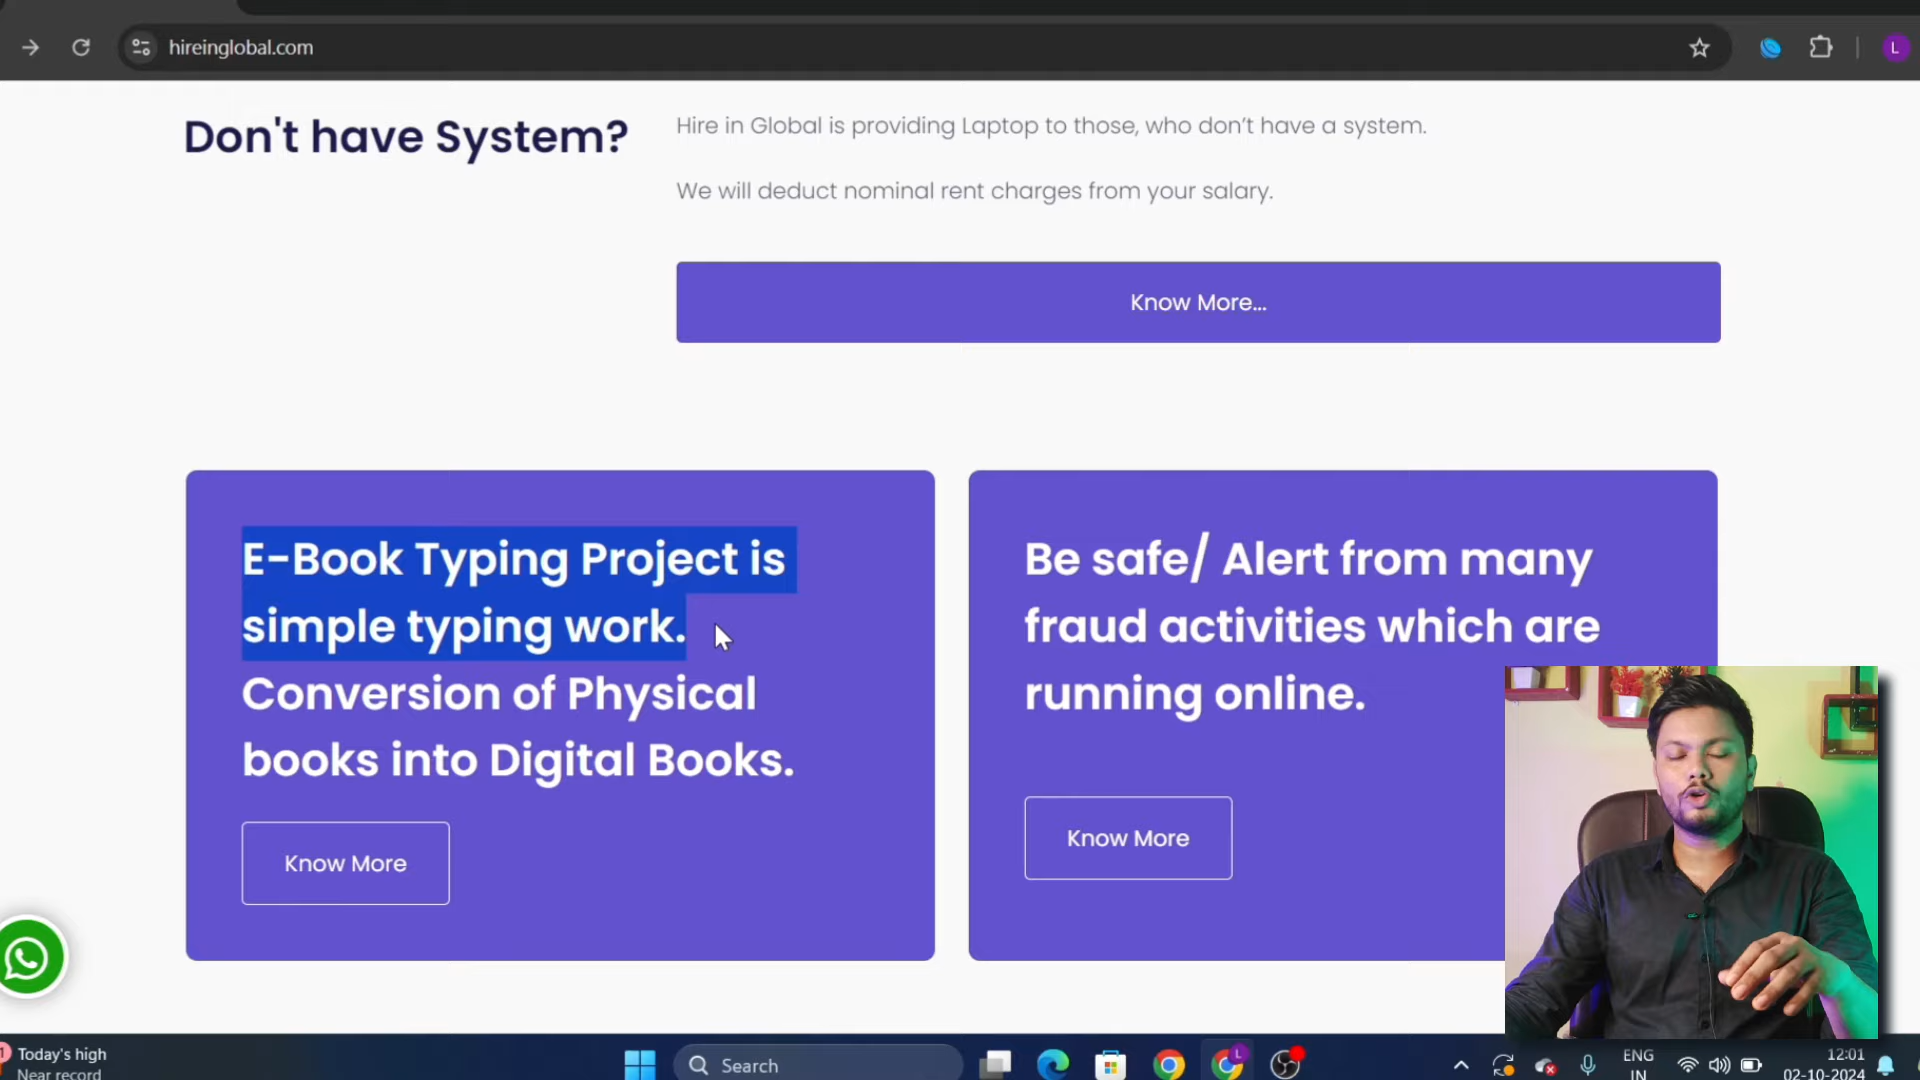 hireinglobal.com
L
Don't have System?
Hire in Global is providing Laptop to those, who don't have a system.
We will deduct nominal rent charges from your salary.
Know More...
E-Book Typing Project is
simple typing work.
Conversion of Physical
books into Digital Books.
Know More
Be safe/ Alert from many
fraud activities which are
running online.
Know More
1
Today's high
Near record
Search
L
ENG
IN
12:01
02-10-2024